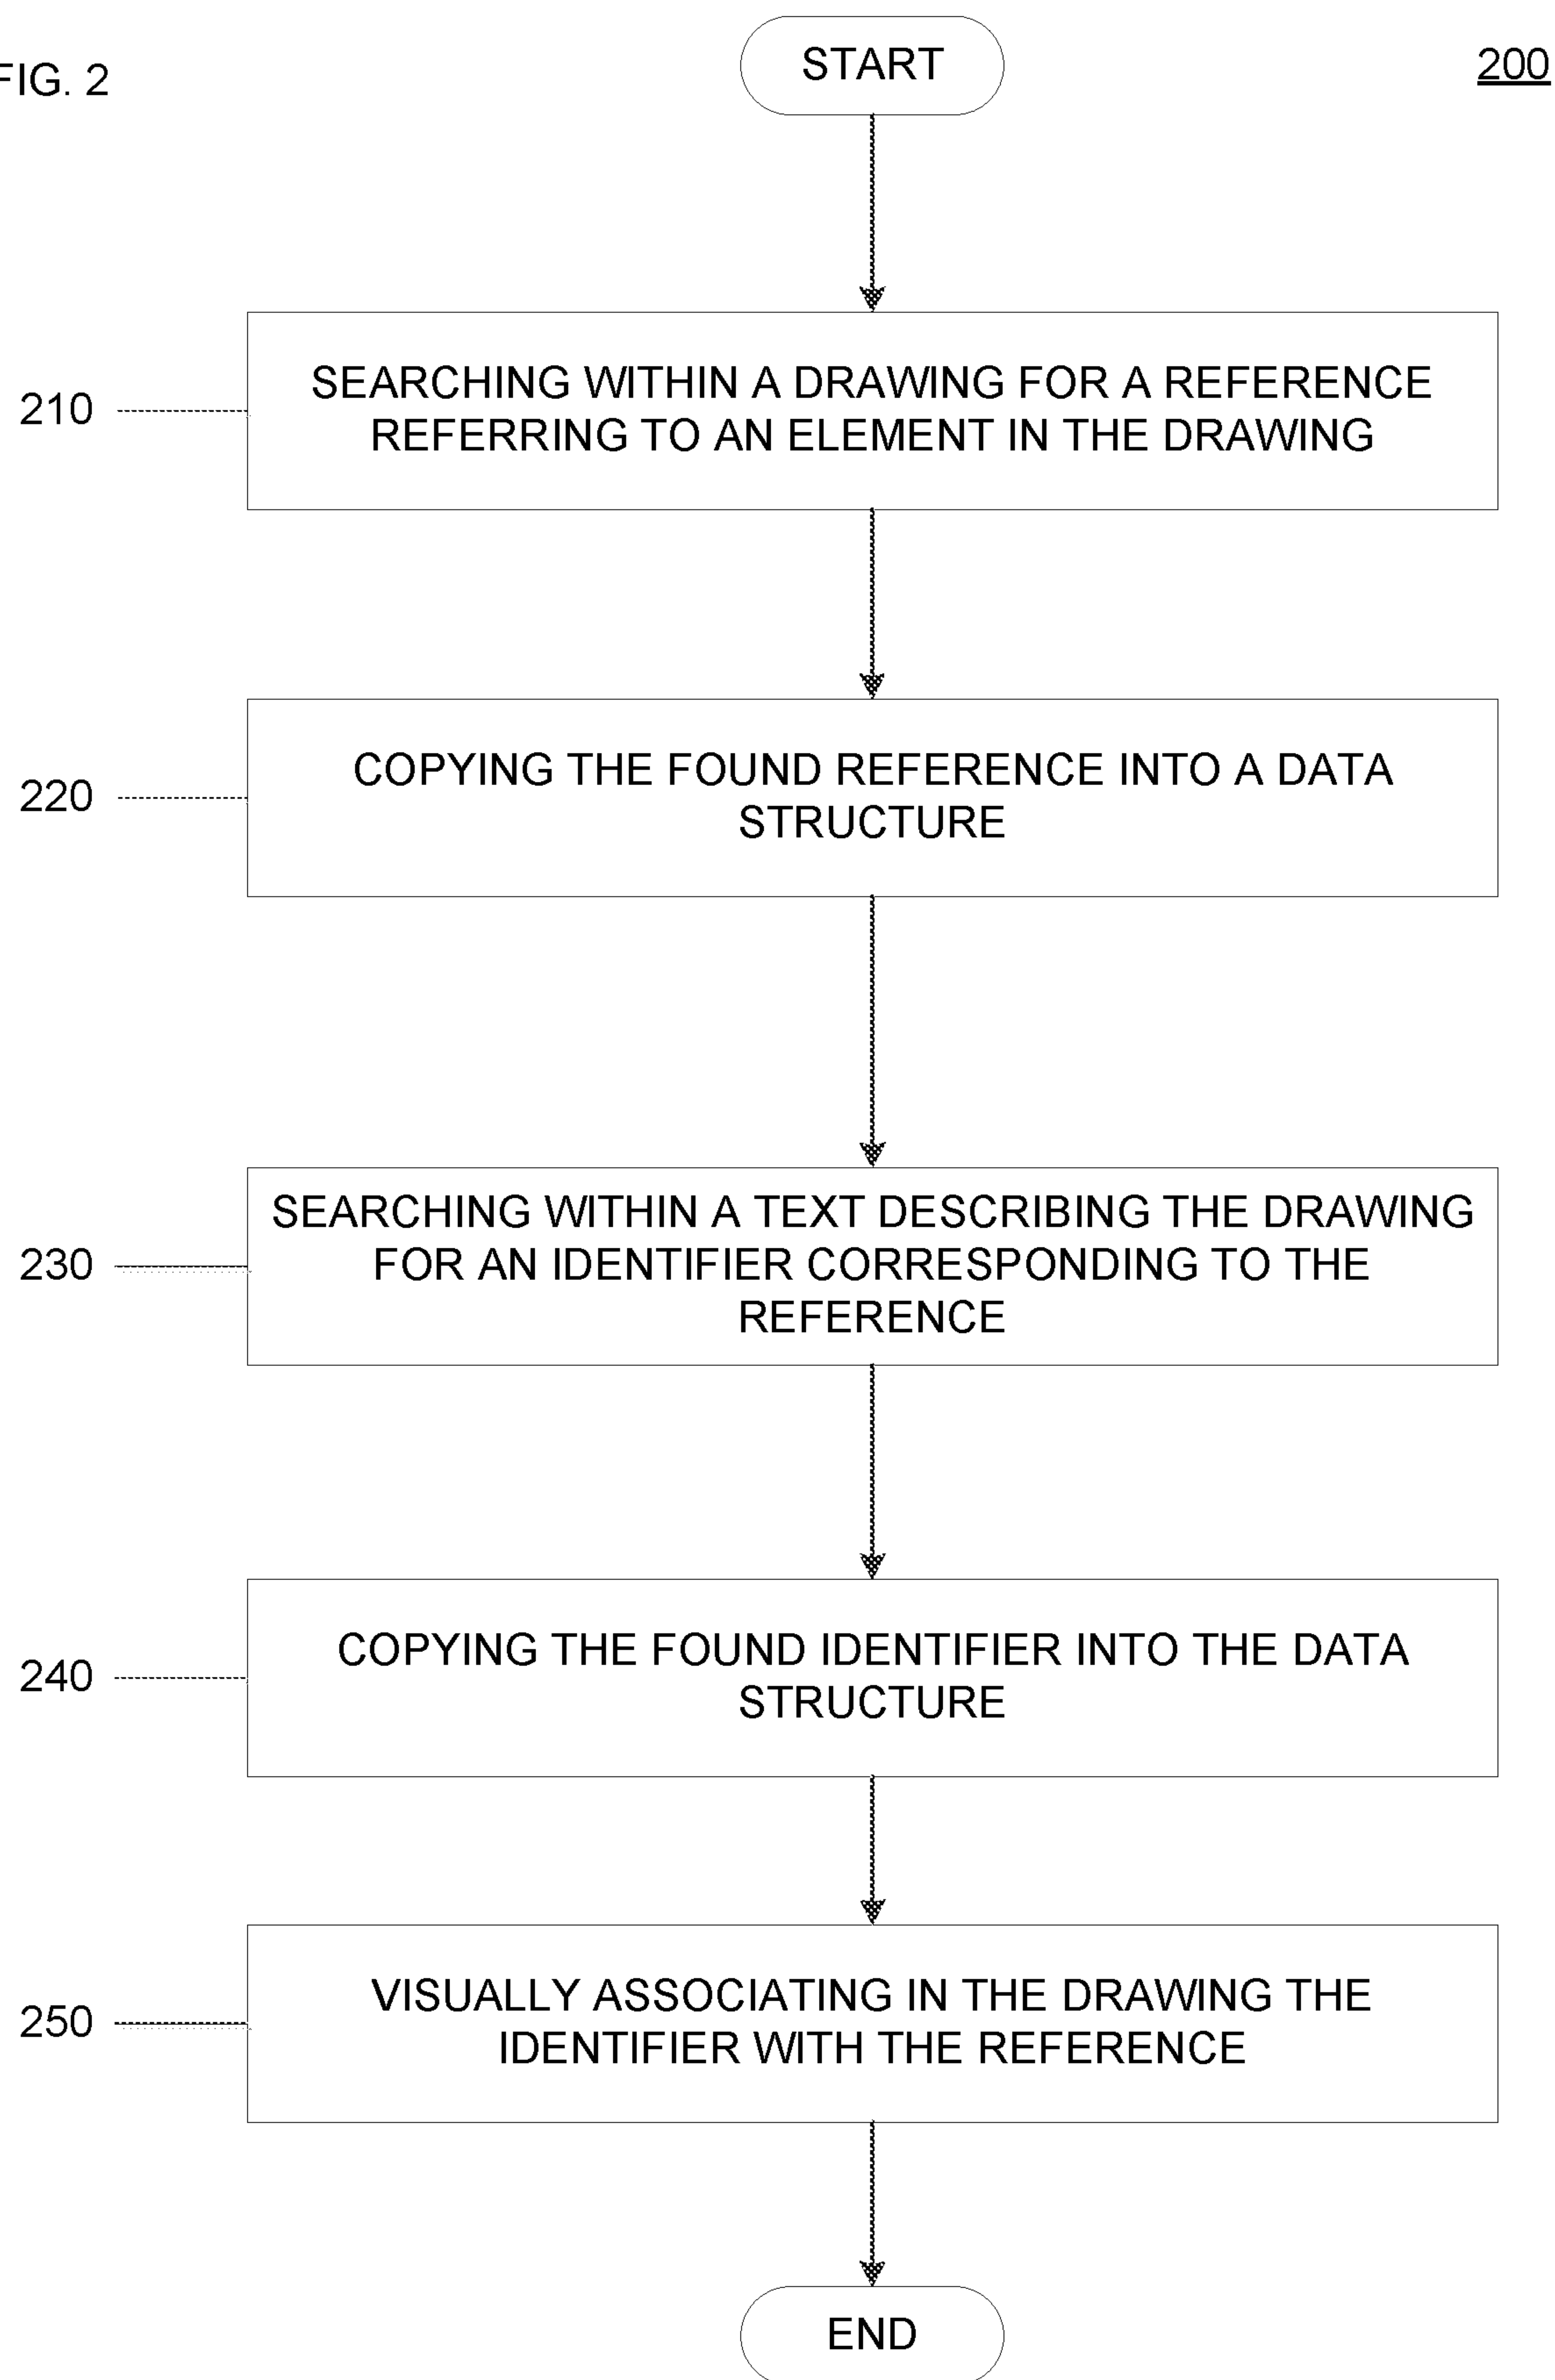 FIG. 2
START
200
SEARCHING WITHIN A DRAWING FOR A REFERENCE
REFERRING TO AN ELEMENT IN THE DRAWING
210
COPYING THE FOUND REFERENCE INTO A DATA
STRUCTURE
220
SEARCHING WITHIN A TEXT DESCRIBING THE DRAWING
FOR AN IDENTIFIER CORRESPONDING TO THE
REFERENCE
230
COPYING THE FOUND IDENTIFIER INTO THE DATA
STRUCTURE
240
VISUALLY ASSOCIATING IN THE DRAWING THE
IDENTIFIER WITH THE REFERENCE
250
END